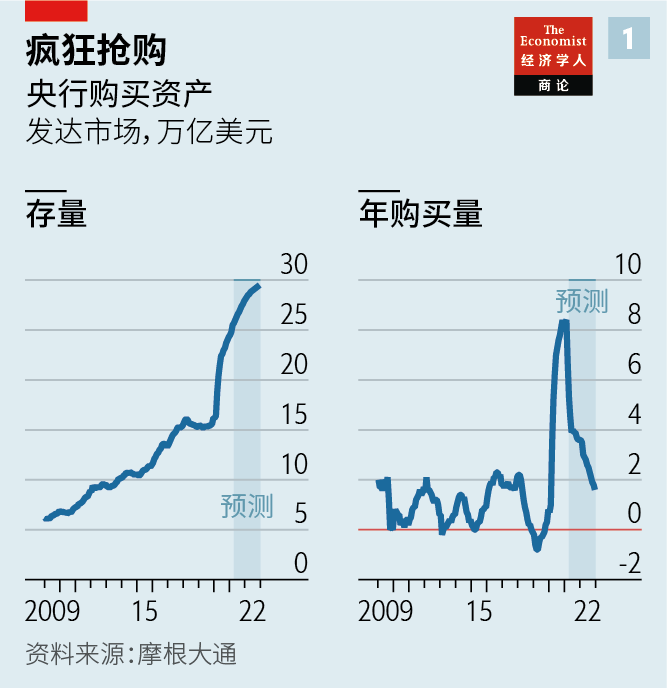 疯狂抢购
央行购买资产
发达市场，万亿美元
The
Economist
经济学人
商论
1
存量
30
25
20
15
10
预测
5
0
2009
15
22
年购买量
10
预测
8
6
4
2
0
-2
2009
15
22
资料来源：摩根大通